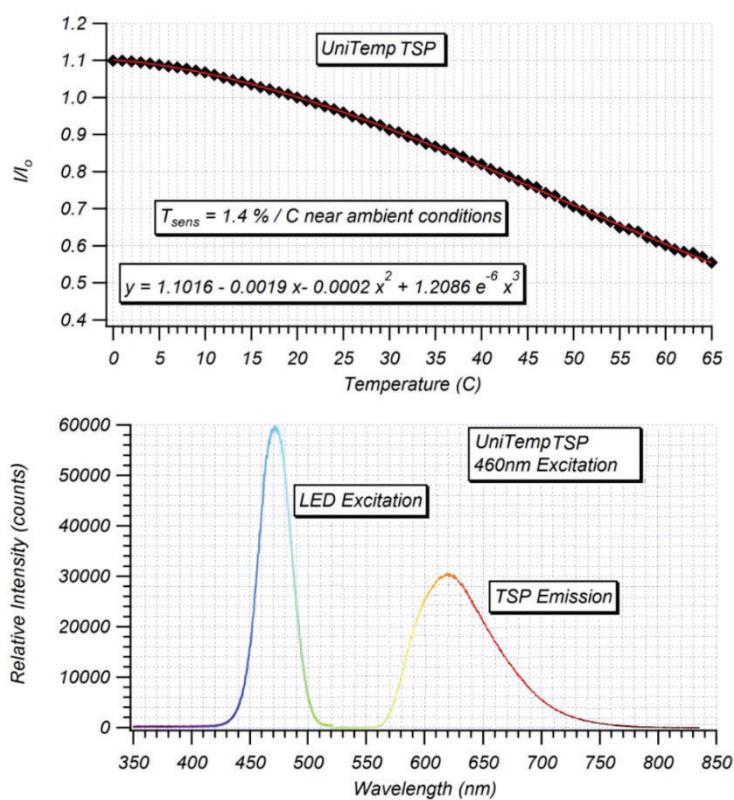 1.2
1.1
1.0
0.9
0.8
0.7
0.6
0.5
0.4
I/Io
UniTemp TSP
Tsens = 1.4 % / C near ambient conditions
y = 1.1016 - 0.0019 x- 0.0002 x² + 1.2086 e⁻⁶ x³
0 5 10 15 20 25 30 35 40 45 50 55 60 65
Temperature (C)
60000
50000
40000
30000
20000
10000
0
Relative Intensity (counts)
UniTemp TSP
460nm Excitation
LED Excitation
TSP Emission
350 400 450 500 550 600 650 700 750 800 850
Wavelength (nm)